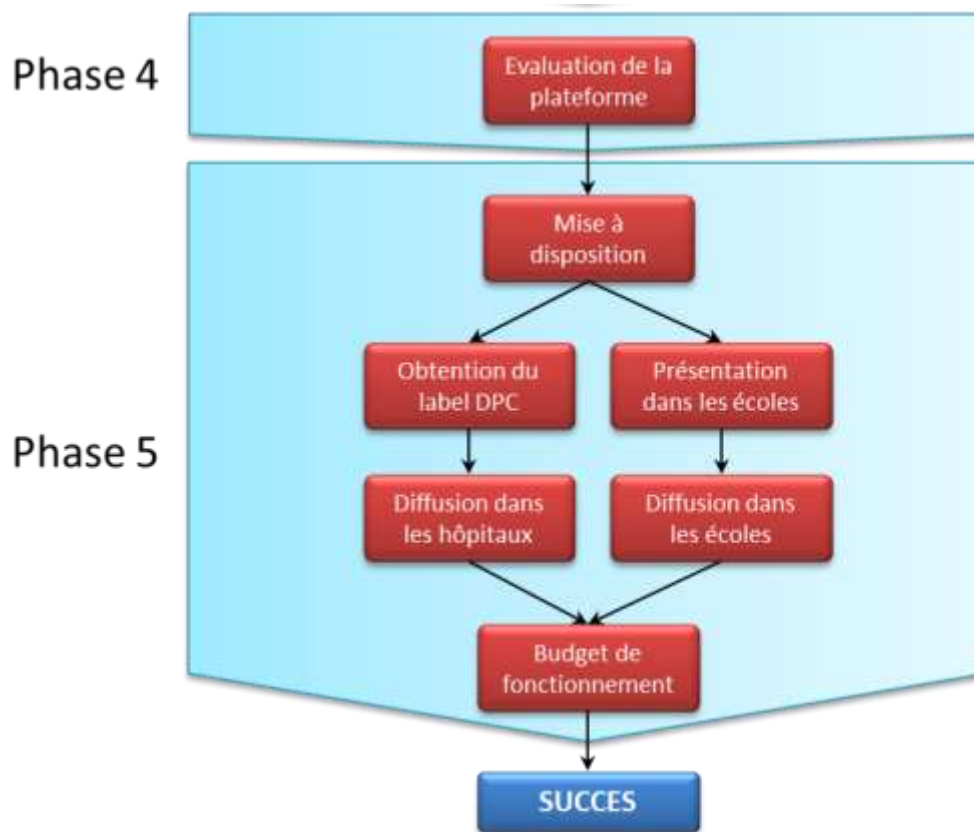 Phase 4
Evaluation de la
plateforme
Mise à
disposition
Obtention du
label DPC
Présentation
dans les écoles
Phase 5
Diffusion dans
les hôpitaux
Diffusion dans
les écoles
Budget de
fonctionnement
SUCCES